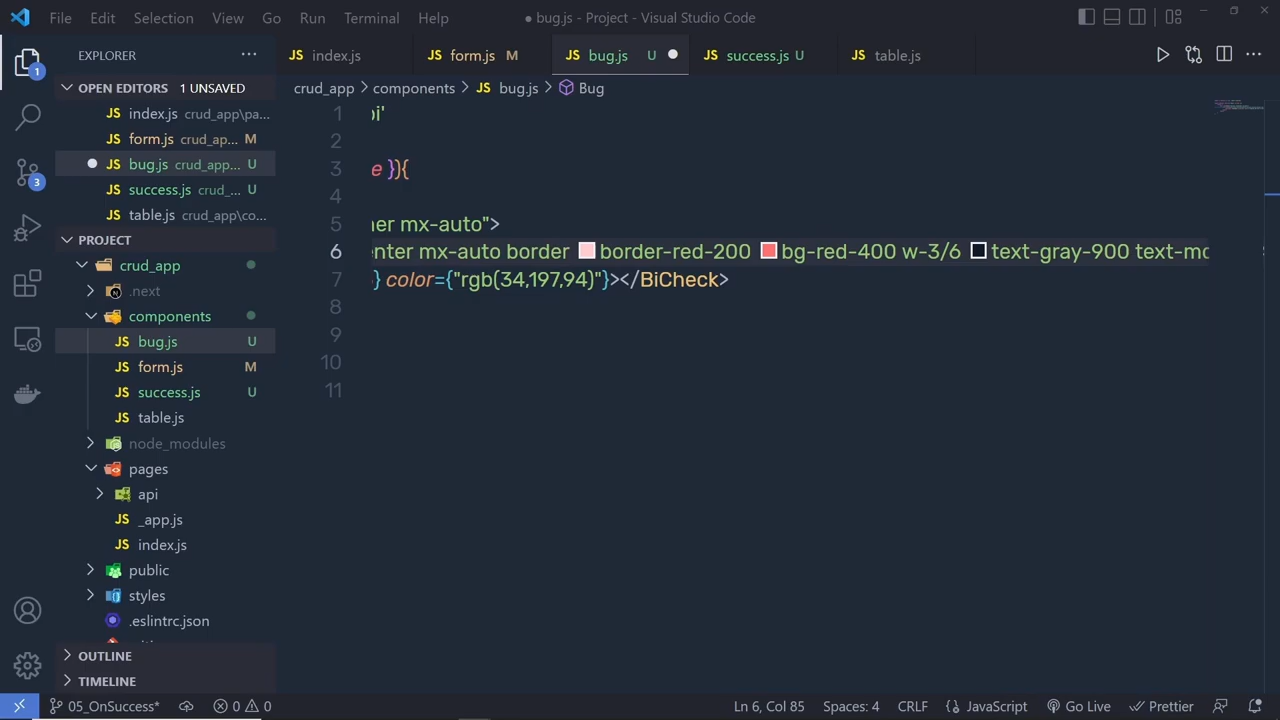 File Edit Selection View Go Run Terminal Help
● bug.js - Project - Visual Studio Code
EXPLORER ...
JS index.js JS form.js M JS bug.js U JS success.js U JS table.js
OPEN EDITORS 1 UNSAVED
crud_app > components > JS bug.js > Bug
JS index.js crud_app\pa...
JS form.js crud_ap... M
JS bug.js crud_app... U
JS success.js crud_... U
JS table.js crud_app\co...
PROJECT
crud_app
.next
components
JS bug.js U
JS form.js M
JS success.js U
JS table.js
node_modules
pages
api
JS _app.js
JS index.js
public
styles
.eslintrc.json
OUTLINE
TIMELINE
1
3
1 pi'
2
3 e }){
4
5 ner mx-auto">
6 enter mx-auto border border-red-200 bg-red-400 w-3/6 text-gray-900 text-mc
7 } color={"rgb(34,197,94)"}></BiCheck>
8
9
10
11
05_OnSuccess* 0 0 Ln 6, Col 85 Spaces: 4 CRLF {} JavaScript Go Live Prettier